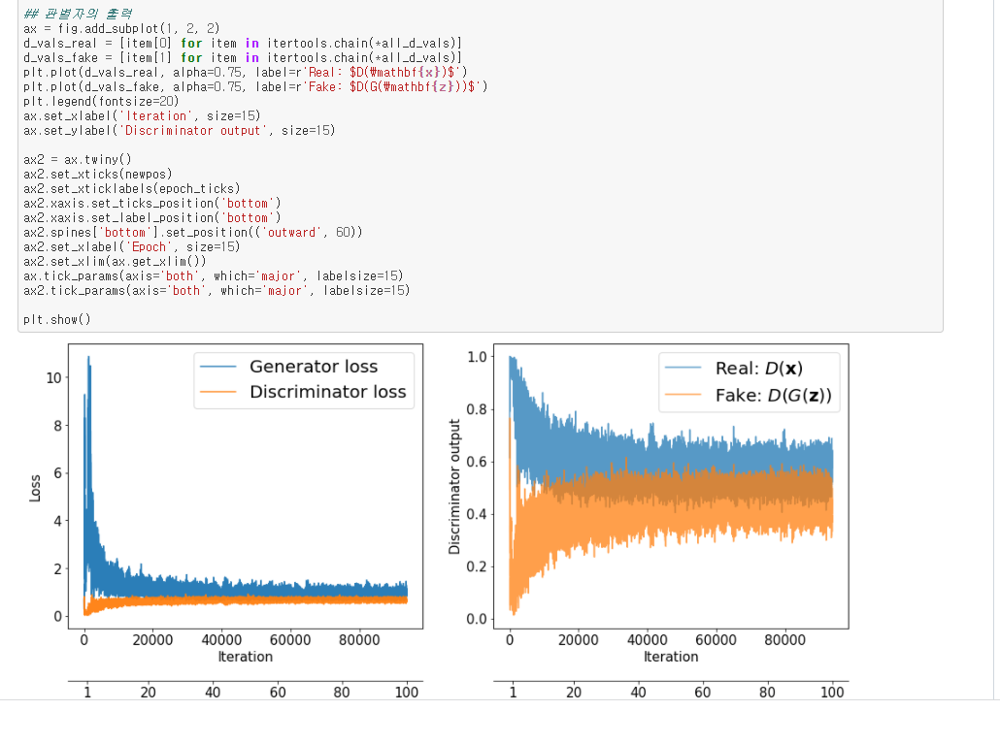 ## 판별자의 출력
ax = fig.add_subplot(1, 2, 2)
d_vals_real = [item[0] for item in itertools.chain(*all_d_vals)]
d_vals_fake = [item[1] for item in itertools.chain(*all_d_vals)]
plt.plot(d_vals_real, alpha=0.75, label=r'Real: $D(₩mathbf{x})$')
plt.plot(d_vals_fake, alpha=0.75, label=r'Fake: $D(G(₩mathbf{z}))$')
plt.legend(fontsize=20)
ax.set_xlabel('Iteration', size=15)
ax.set_ylabel('Discriminator output', size=15)
ax2 = ax.twiny()
ax2.set_xticks(newpos)
ax2.set_xticklabels(epoch_ticks)
ax2.xaxis.set_ticks_position('bottom')
ax2.xaxis.set_label_position('bottom')
ax2.spines['bottom'].set_position(('outward', 60))
ax2.set_xlabel('Epoch', size=15)
ax2.set_xlim(ax.get_xlim())
ax.tick_params(axis='both', which='major', labelsize=15)
ax2.tick_params(axis='both', which='major', labelsize=15)
plt.show()
Generator loss
Discriminator loss
10
8
6
4
2
0
Loss
0 20000 40000 60000 80000
Iteration
1 20 40 60 80 100
Real: D(x)
Fake: D(G(z))
1.0
0.8
0.6
0.4
0.2
0.0
Discriminator output
0 20000 40000 60000 80000
Iteration
1 20 40 60 80 100